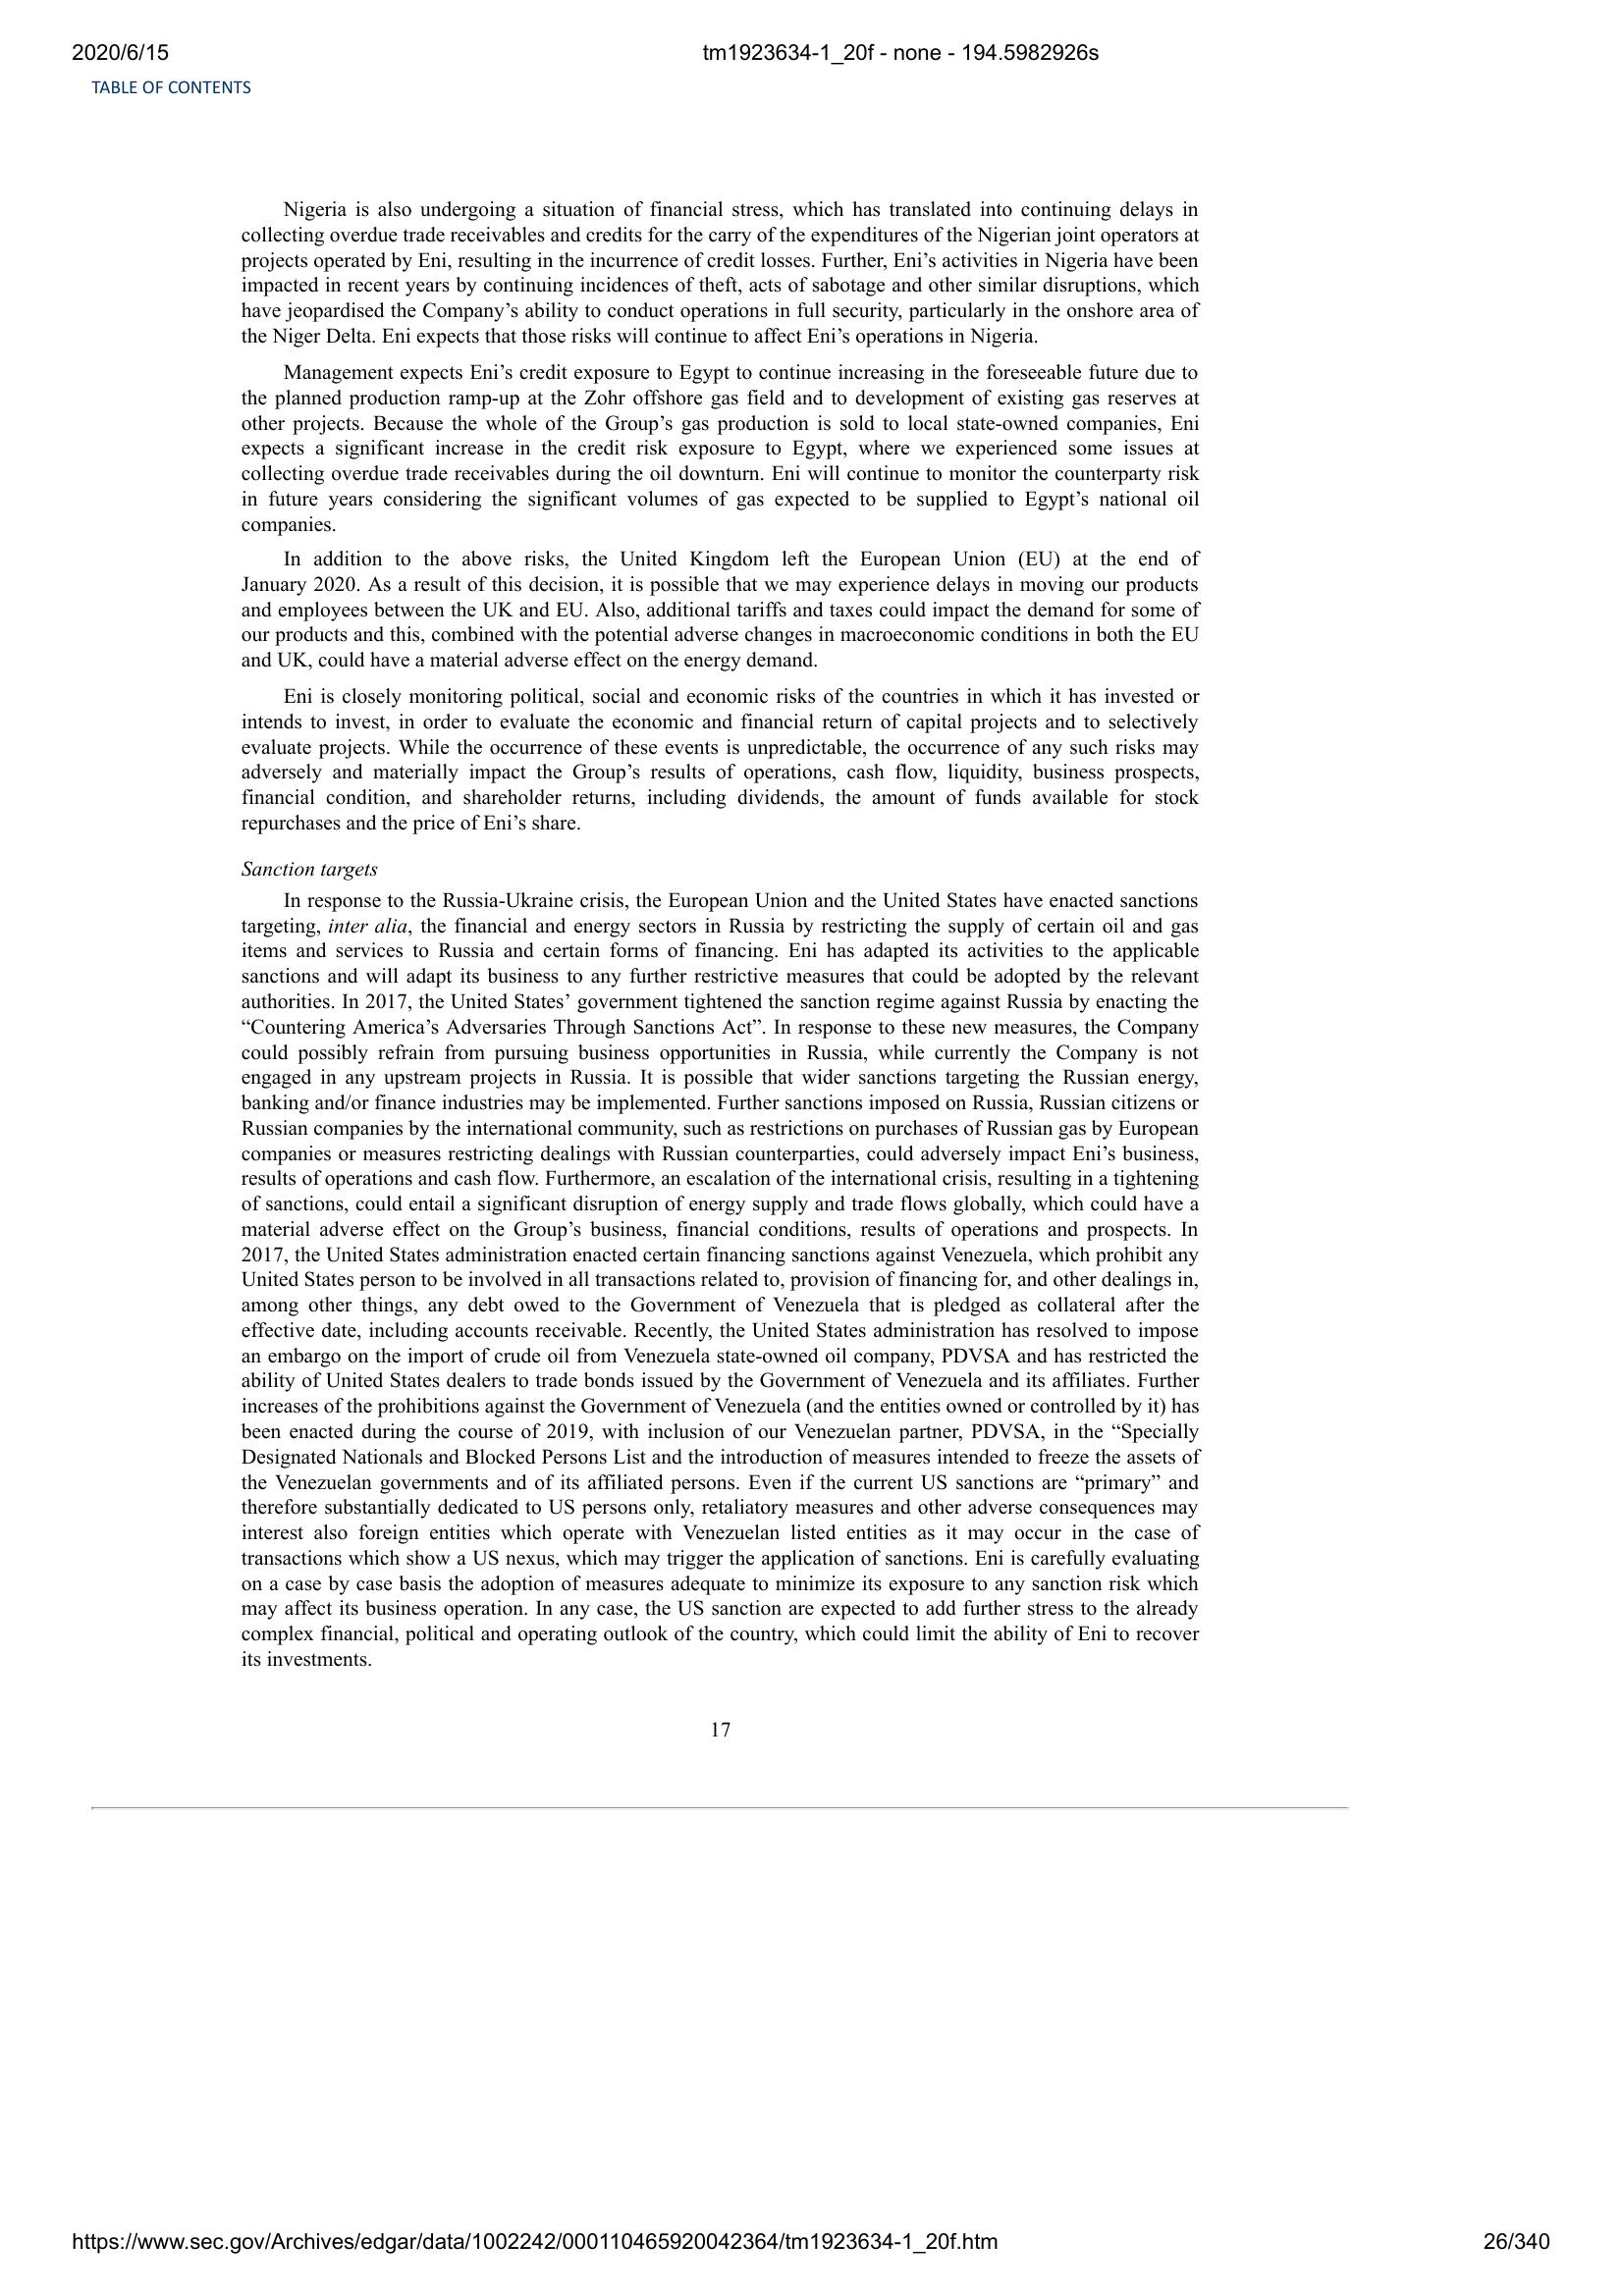 2020/6/15 tm1923634-1_20f - none - 194.5982926s
TABLE OF CONTENTS
Nigeria is also undergoing a situation of financial stress, which has translated into continuing delays in
collecting overdue trade receivables and credits for the carry of the expenditures of the Nigerian joint operators at
projects operated by Eni, resulting in the incurrence of credit losses. Further, Eni’s activities in Nigeria have been
impacted in recent years by continuing incidences of theft, acts of sabotage and other similar disruptions, which
have jeopardised the Company’s ability to conduct operations in full security, particularly in the onshore area of
the Niger Delta. Eni expects that those risks will continue to affect Eni’s operations in Nigeria.
Management expects Eni’s credit exposure to Egypt to continue increasing in the foreseeable future due to
the planned production ramp-up at the Zohr offshore gas field and to development of existing gas reserves at
other projects. Because the whole of the Group’s gas production is sold to local state-owned companies, Eni
expects a significant increase in the credit risk exposure to Egypt, where we experienced some issues at
collecting overdue trade receivables during the oil downturn. Eni will continue to monitor the counterparty risk
in future years considering the significant volumes of gas expected to be supplied to Egypt’s national oil
companies.
In addition to the above risks, the United Kingdom left the European Union (EU) at the end of
January 2020. As a result of this decision, it is possible that we may experience delays in moving our products
and employees between the UK and EU. Also, additional tariffs and taxes could impact the demand for some of
our products and this, combined with the potential adverse changes in macroeconomic conditions in both the EU
and UK, could have a material adverse effect on the energy demand.
Eni is closely monitoring political, social and economic risks of the countries in which it has invested or
intends to invest, in order to evaluate the economic and financial return of capital projects and to selectively
evaluate projects. While the occurrence of these events is unpredictable, the occurrence of any such risks may
adversely and materially impact the Group’s results of operations, cash flow, liquidity, business prospects,
financial condition, and shareholder returns, including dividends, the amount of funds available for stock
repurchases and the price of Eni’s share.
Sanction targets
In response to the Russia-Ukraine crisis, the European Union and the United States have enacted sanctions
targeting, inter alia, the financial and energy sectors in Russia by restricting the supply of certain oil and gas
items and services to Russia and certain forms of financing. Eni has adapted its activities to the applicable
sanctions and will adapt its business to any further restrictive measures that could be adopted by the relevant
authorities. In 2017, the United States’ government tightened the sanction regime against Russia by enacting the
“Countering America’s Adversaries Through Sanctions Act”. In response to these new measures, the Company
could possibly refrain from pursuing business opportunities in Russia, while currently the Company is not
engaged in any upstream projects in Russia. It is possible that wider sanctions targeting the Russian energy,
banking and/or finance industries may be implemented. Further sanctions imposed on Russia, Russian citizens or
Russian companies by the international community, such as restrictions on purchases of Russian gas by European
companies or measures restricting dealings with Russian counterparties, could adversely impact Eni’s business,
results of operations and cash flow. Furthermore, an escalation of the international crisis, resulting in a tightening
of sanctions, could entail a significant disruption of energy supply and trade flows globally, which could have a
material adverse effect on the Group’s business, financial conditions, results of operations and prospects. In
2017, the United States administration enacted certain financing sanctions against Venezuela, which prohibit any
United States person to be involved in all transactions related to, provision of financing for, and other dealings in,
among other things, any debt owed to the Government of Venezuela that is pledged as collateral after the
effective date, including accounts receivable. Recently, the United States administration has resolved to impose
an embargo on the import of crude oil from Venezuela state-owned oil company, PDVSA and has restricted the
ability of United States dealers to trade bonds issued by the Government of Venezuela and its affiliates. Further
increases of the prohibitions against the Government of Venezuela (and the entities owned or controlled by it) has
been enacted during the course of 2019, with inclusion of our Venezuelan partner, PDVSA, in the “Specially
Designated Nationals and Blocked Persons List and the introduction of measures intended to freeze the assets of
the Venezuelan governments and of its affiliated persons. Even if the current US sanctions are “primary” and
therefore substantially dedicated to US persons only, retaliatory measures and other adverse consequences may
interest also foreign entities which operate with Venezuelan listed entities as it may occur in the case of
transactions which show a US nexus, which may trigger the application of sanctions. Eni is carefully evaluating
on a case by case basis the adoption of measures adequate to minimize its exposure to any sanction risk which
may affect its business operation. In any case, the US sanction are expected to add further stress to the already
complex financial, political and operating outlook of the country, which could limit the ability of Eni to recover
its investments.
17
https://www.sec.gov/Archives/edgar/data/1002242/000110465920042364/tm1923634-1_20f.htm 26/340